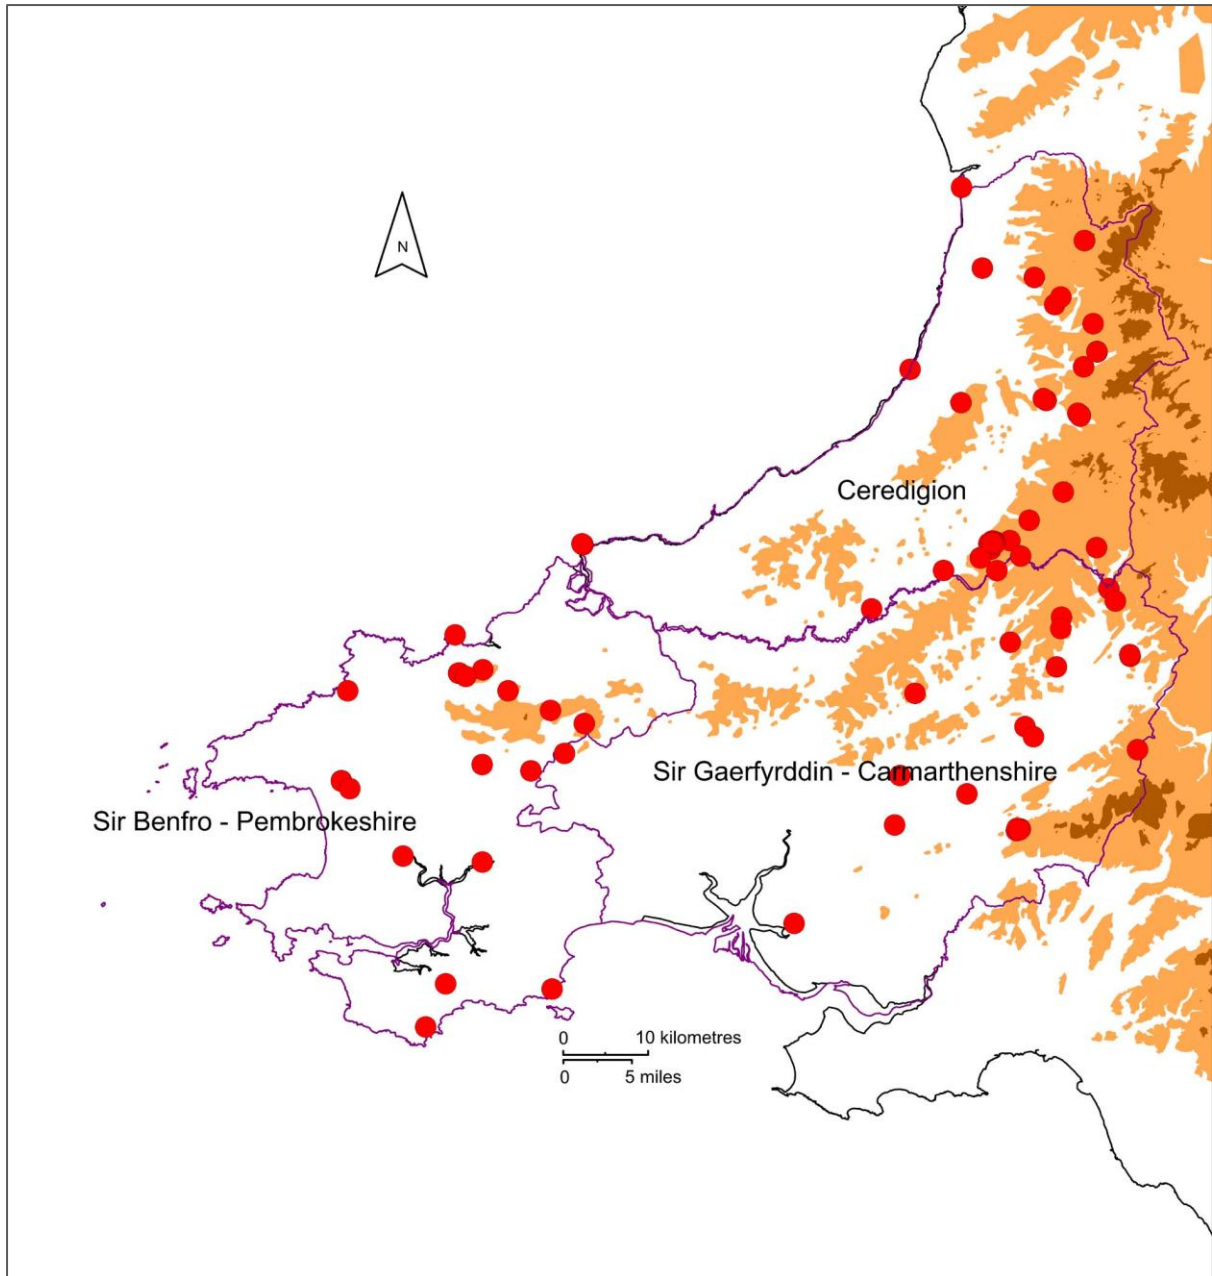 N
Ceredigion
Sir Gaerfyrddin - Carmarthenshire
Sir Benfro - Pembrokeshire
0 10 kilometres
0 5 miles